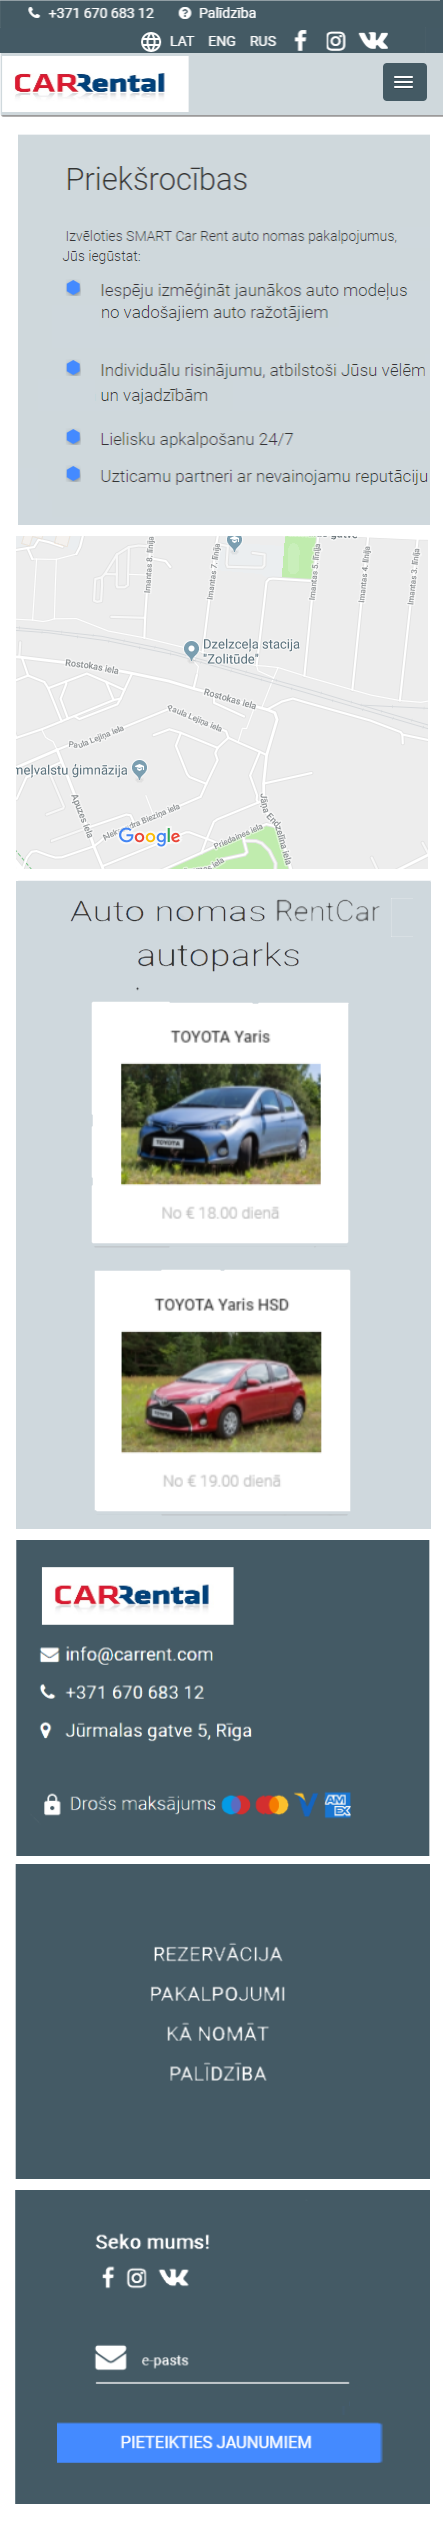 +371 670 683 12 Palīdzība
LAT ENG RUS
CARRental
Priekšrocības
Izvēloties SMART Car Rent auto nomas pakalpojumus,
Jūs iegūstat:
Iespēju izmēģināt jaunākos auto modeļus
no vadošajiem auto ražotājiem
Individuālu risinājumu, atbilstoši Jūsu vēlēm
un vajadzībām
Lielisku apkalpošanu 24/7
Uzticamu partneri ar nevainojamu reputāciju
gatve
Imantas 8. līnija
Imantas 7. līnija
Imantas 5. līnija
Imantas 4. līnija
Imantas 3. līnija
Dzelzceļa stacija
"Zolitūde"
Rostokas iela
Rostokas iela
Paula Lejiņa iela
Paula Lejiņa iela
meļvalstu ģimnāzija
Apuzes iela
Aleksandra Bieziņa iela
Jāņa Endzelīna iela
Priedaines iela
Google
Auto nomas RentCar
autoparks
TOYOTA Yaris
TOYOTA
No € 18.00 dienā
TOYOTA Yaris HSD
No € 19.00 dienā
CARRental
info@carrent.com
+371 670 683 12
Jūrmalas gatve 5, Rīga
Drošs maksājums AMEX
REZERVĀCIJA
PAKALPOJUMI
KĀ NOMĀT
PALĪDZĪBA
Seko mums!
e-pasts
PIETEIKTIES JAUNUMIEM